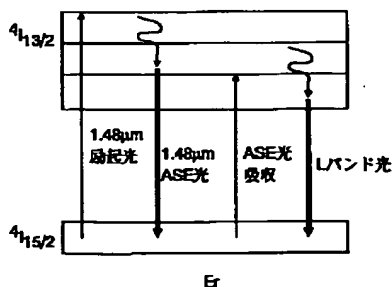 ⁴I₁₃/₂
1.48μm
励起光
1.48μm
ASE光
ASE光
吸収
Lバンド光
⁴I₁₅/₂
Er